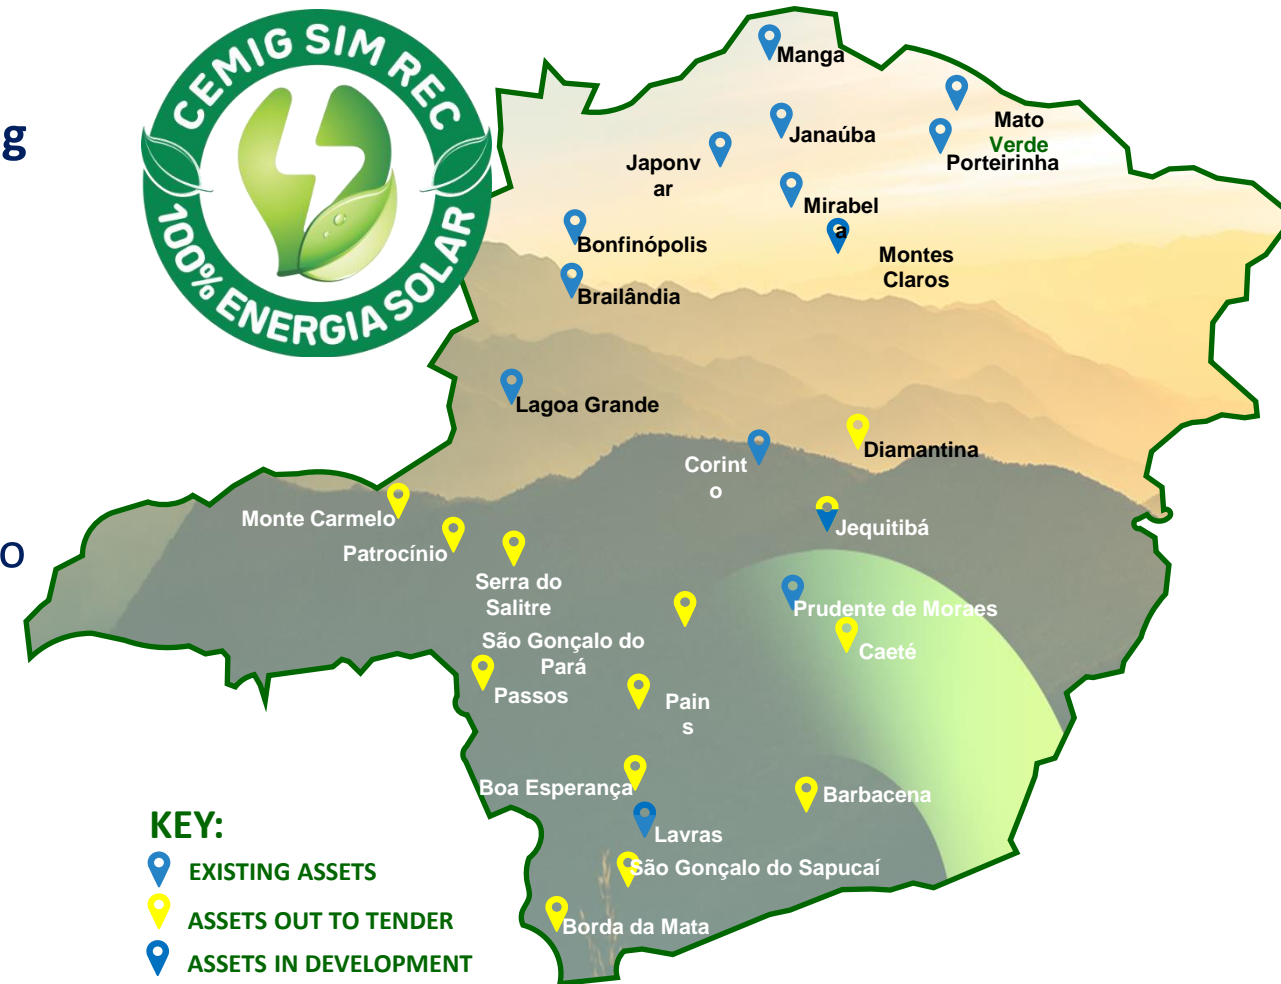 CEMIG SIM REC
100% ENERGIA SOLAR
g
o
Manga
Mato
Verde
Janaúba
Porteirinha
Japonv
ar
Mirabel
a
Bonfinópolis
Montes
Claros
Brailândia
Lagoa Grande
Diamantina
Corint
o
Monte Carmelo
Jequitibá
Patrocínio
Serra do
Salitre
Prudente de Moraes
São Gonçalo do
Pará
Caeté
Passos
Pain
s
Boa Esperança
Barbacena
Lavras
São Gonçalo do Sapucaí
Borda da Mata
KEY:
EXISTING ASSETS
ASSETS OUT TO TENDER
ASSETS IN DEVELOPMENT